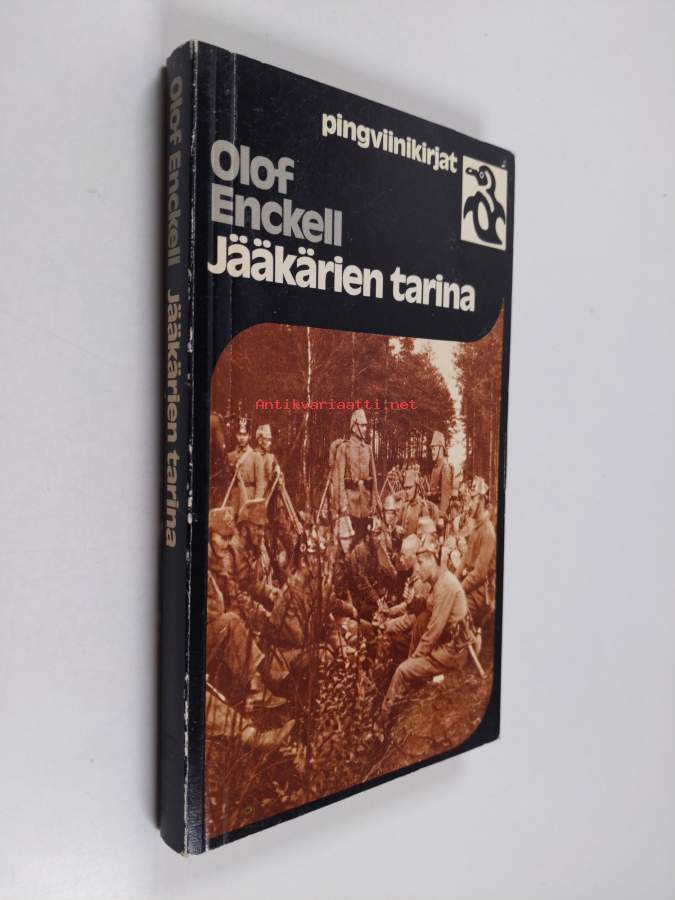 pingviinikirjat
Olof
Enckell
Jääkärien tarina
Olof Enckell Jääkärien tarina
Antikvariaatti.net